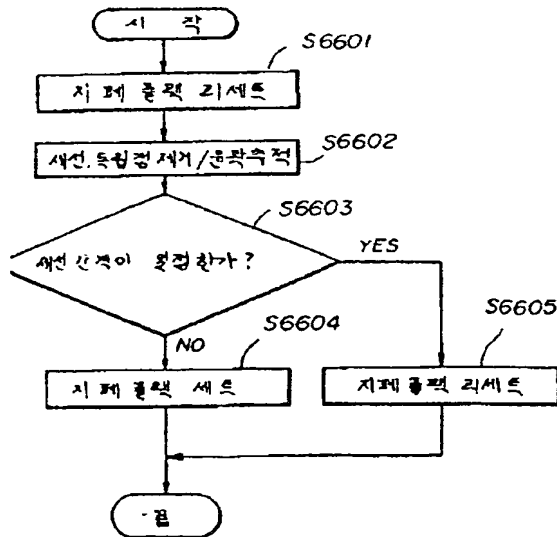 시 작
S6601
지폐 플랙 리세트
S6602
세선.독립점제거/윤곽추적
S6603
세선 간격이 밀접한가?
YES
S6604
NO
S6605
지폐 플랙 세트
지폐플랙 리세트
끝